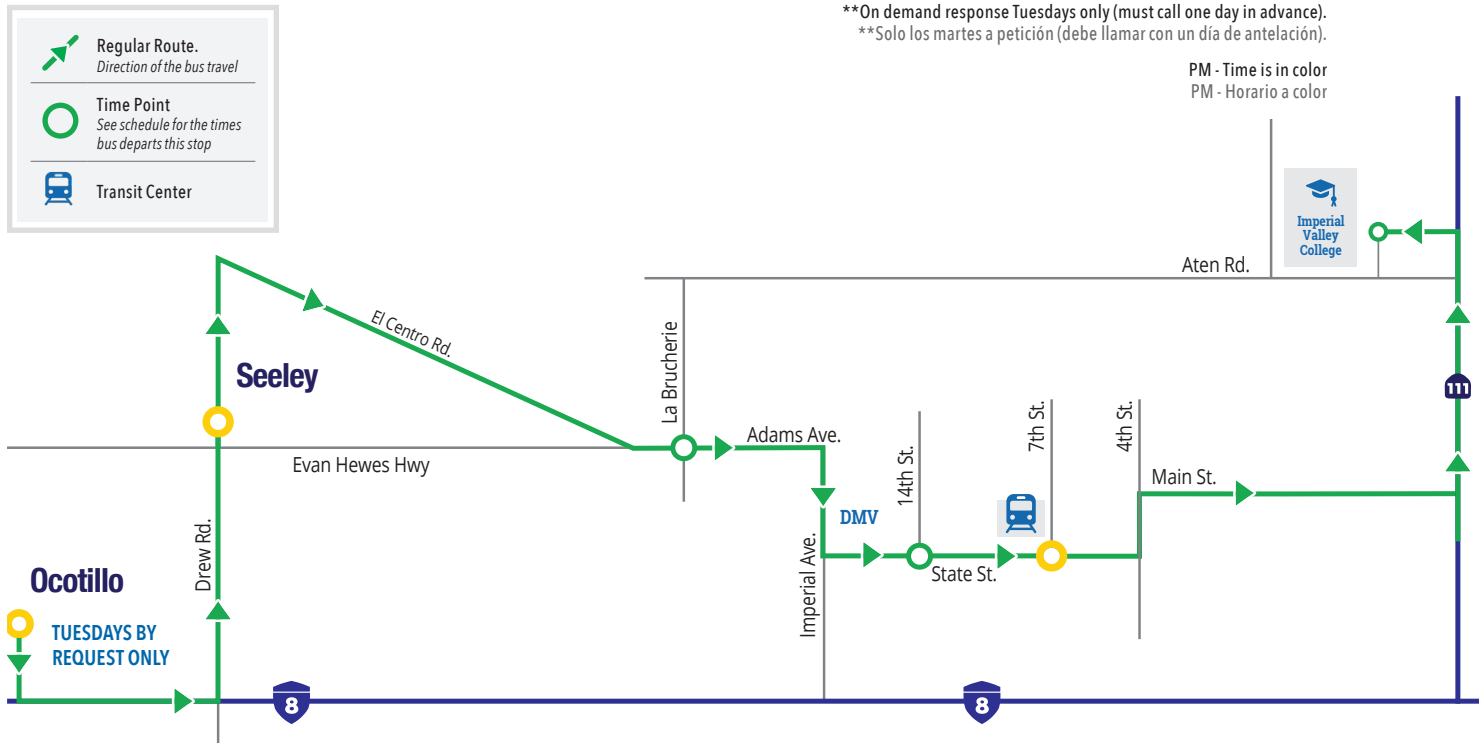 **On demand response Tuesdays only (must call one day in advance).
**Solo los martes a petición (debe llamar con un día de antelación).
PM - Time is in color
PM - Horario a color
Regular Route.
Direction of the bus travel
Time Point
See schedule for the times
bus departs this stop
Transit Center
Imperial
Valley
College
Aten Rd.
El Centro Rd.
La Brucherie
Seeley
111
Adams Ave.
14th St.
7th St.
4th St.
Evan Hewes Hwy
Main St.
DMV
Drew Rd.
Imperial Ave.
State St.
Ocotillo
TUESDAYS BY
REQUEST ONLY
8
8